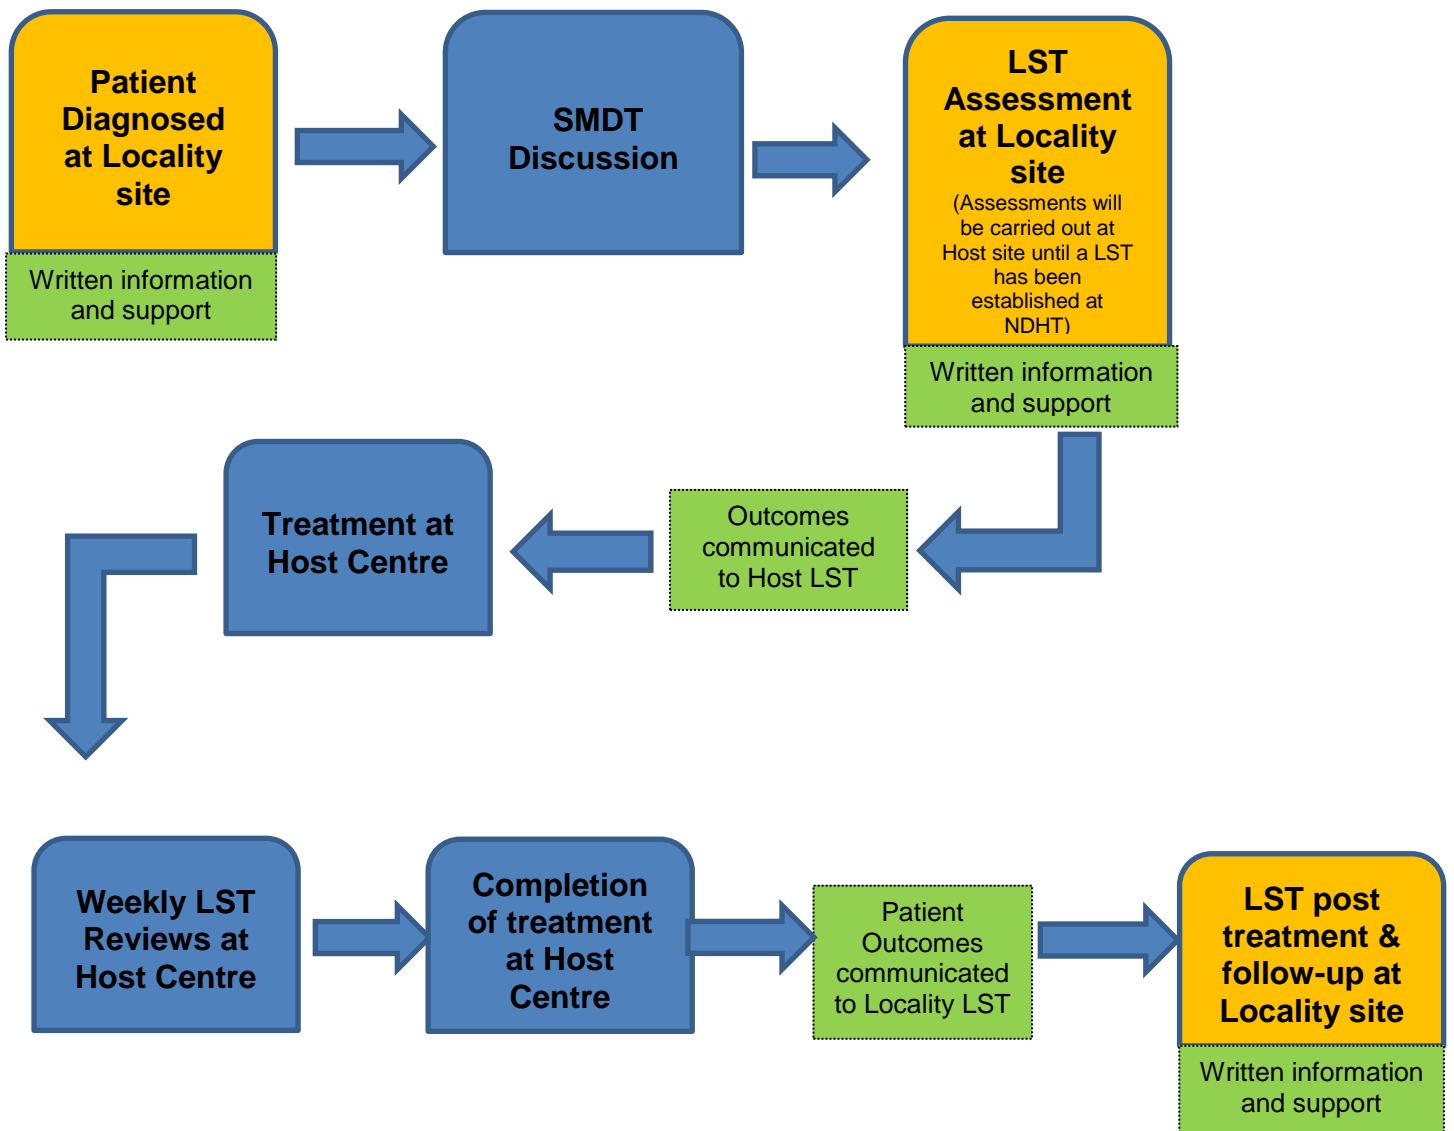 Patient
Diagnosed
at Locality
site
Written information
and support
SMDT
Discussion
LST
Assessment
at Locality
site
(Assessments will
be carried out at
Host site until a LST
has been
established at
NDHT)
Written information
and support
Outcomes
communicated
to Host LST
Treatment at
Host Centre
Weekly LST
Reviews at
Host Centre
Completion
of treatment
at Host
Centre
Patient
Outcomes
communicated
to Locality LST
LST post
treatment &
follow-up at
Locality site
Written information
and support